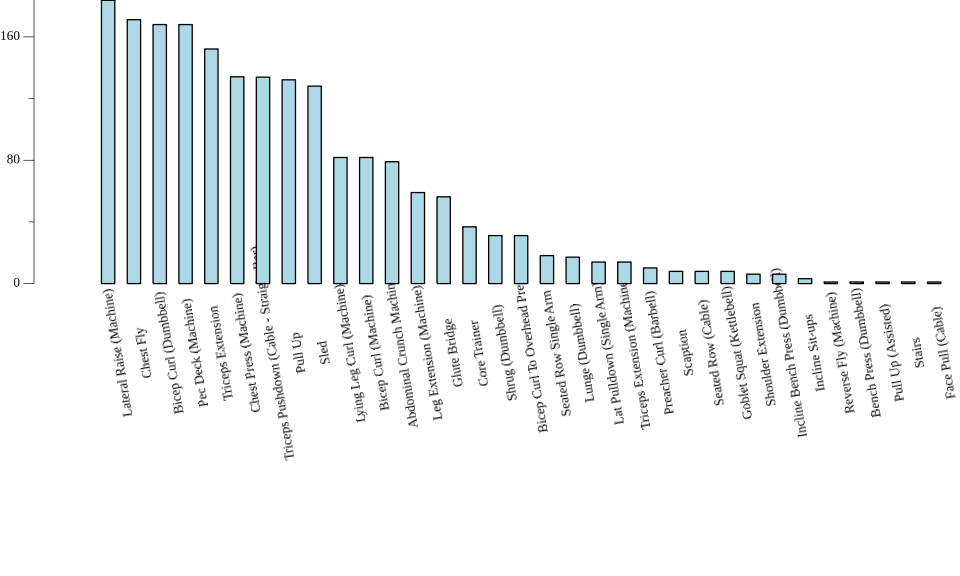 160
80
0
Lateral Raise (Machine)
Chest Fly
Bicep Curl (Dumbbell)
Pec Deck (Machine)
Triceps Extension
Chest Press (Machine)
Triceps Pushdown (Cable - Straig
Pull Up
Sled
Lying Leg Curl (Machine)
Bicep Curl (Machine)
Abdominal Crunch Machin
Leg Extension (Machine)
Glute Bridge
Core Trainer
Shrug (Dumbbell)
Bicep Curl To Overhead Pre
Seated Row Single Arm
Lunge (Dumbbell)
Lat Pulldown (Single Arm)
Triceps Extension (Machine
Preacher Curl (Barbell)
Scaption
Seated Row (Cable)
Goblet Squat (Kettlebell)
Shoulder Extension
Incline Bench Press (Dumbbell)
Incline Sit-ups
Reverse Fly (Machine)
Bench Press (Dumbbell)
Pull Up (Assisted)
Stairs
Face Pull (Cable)